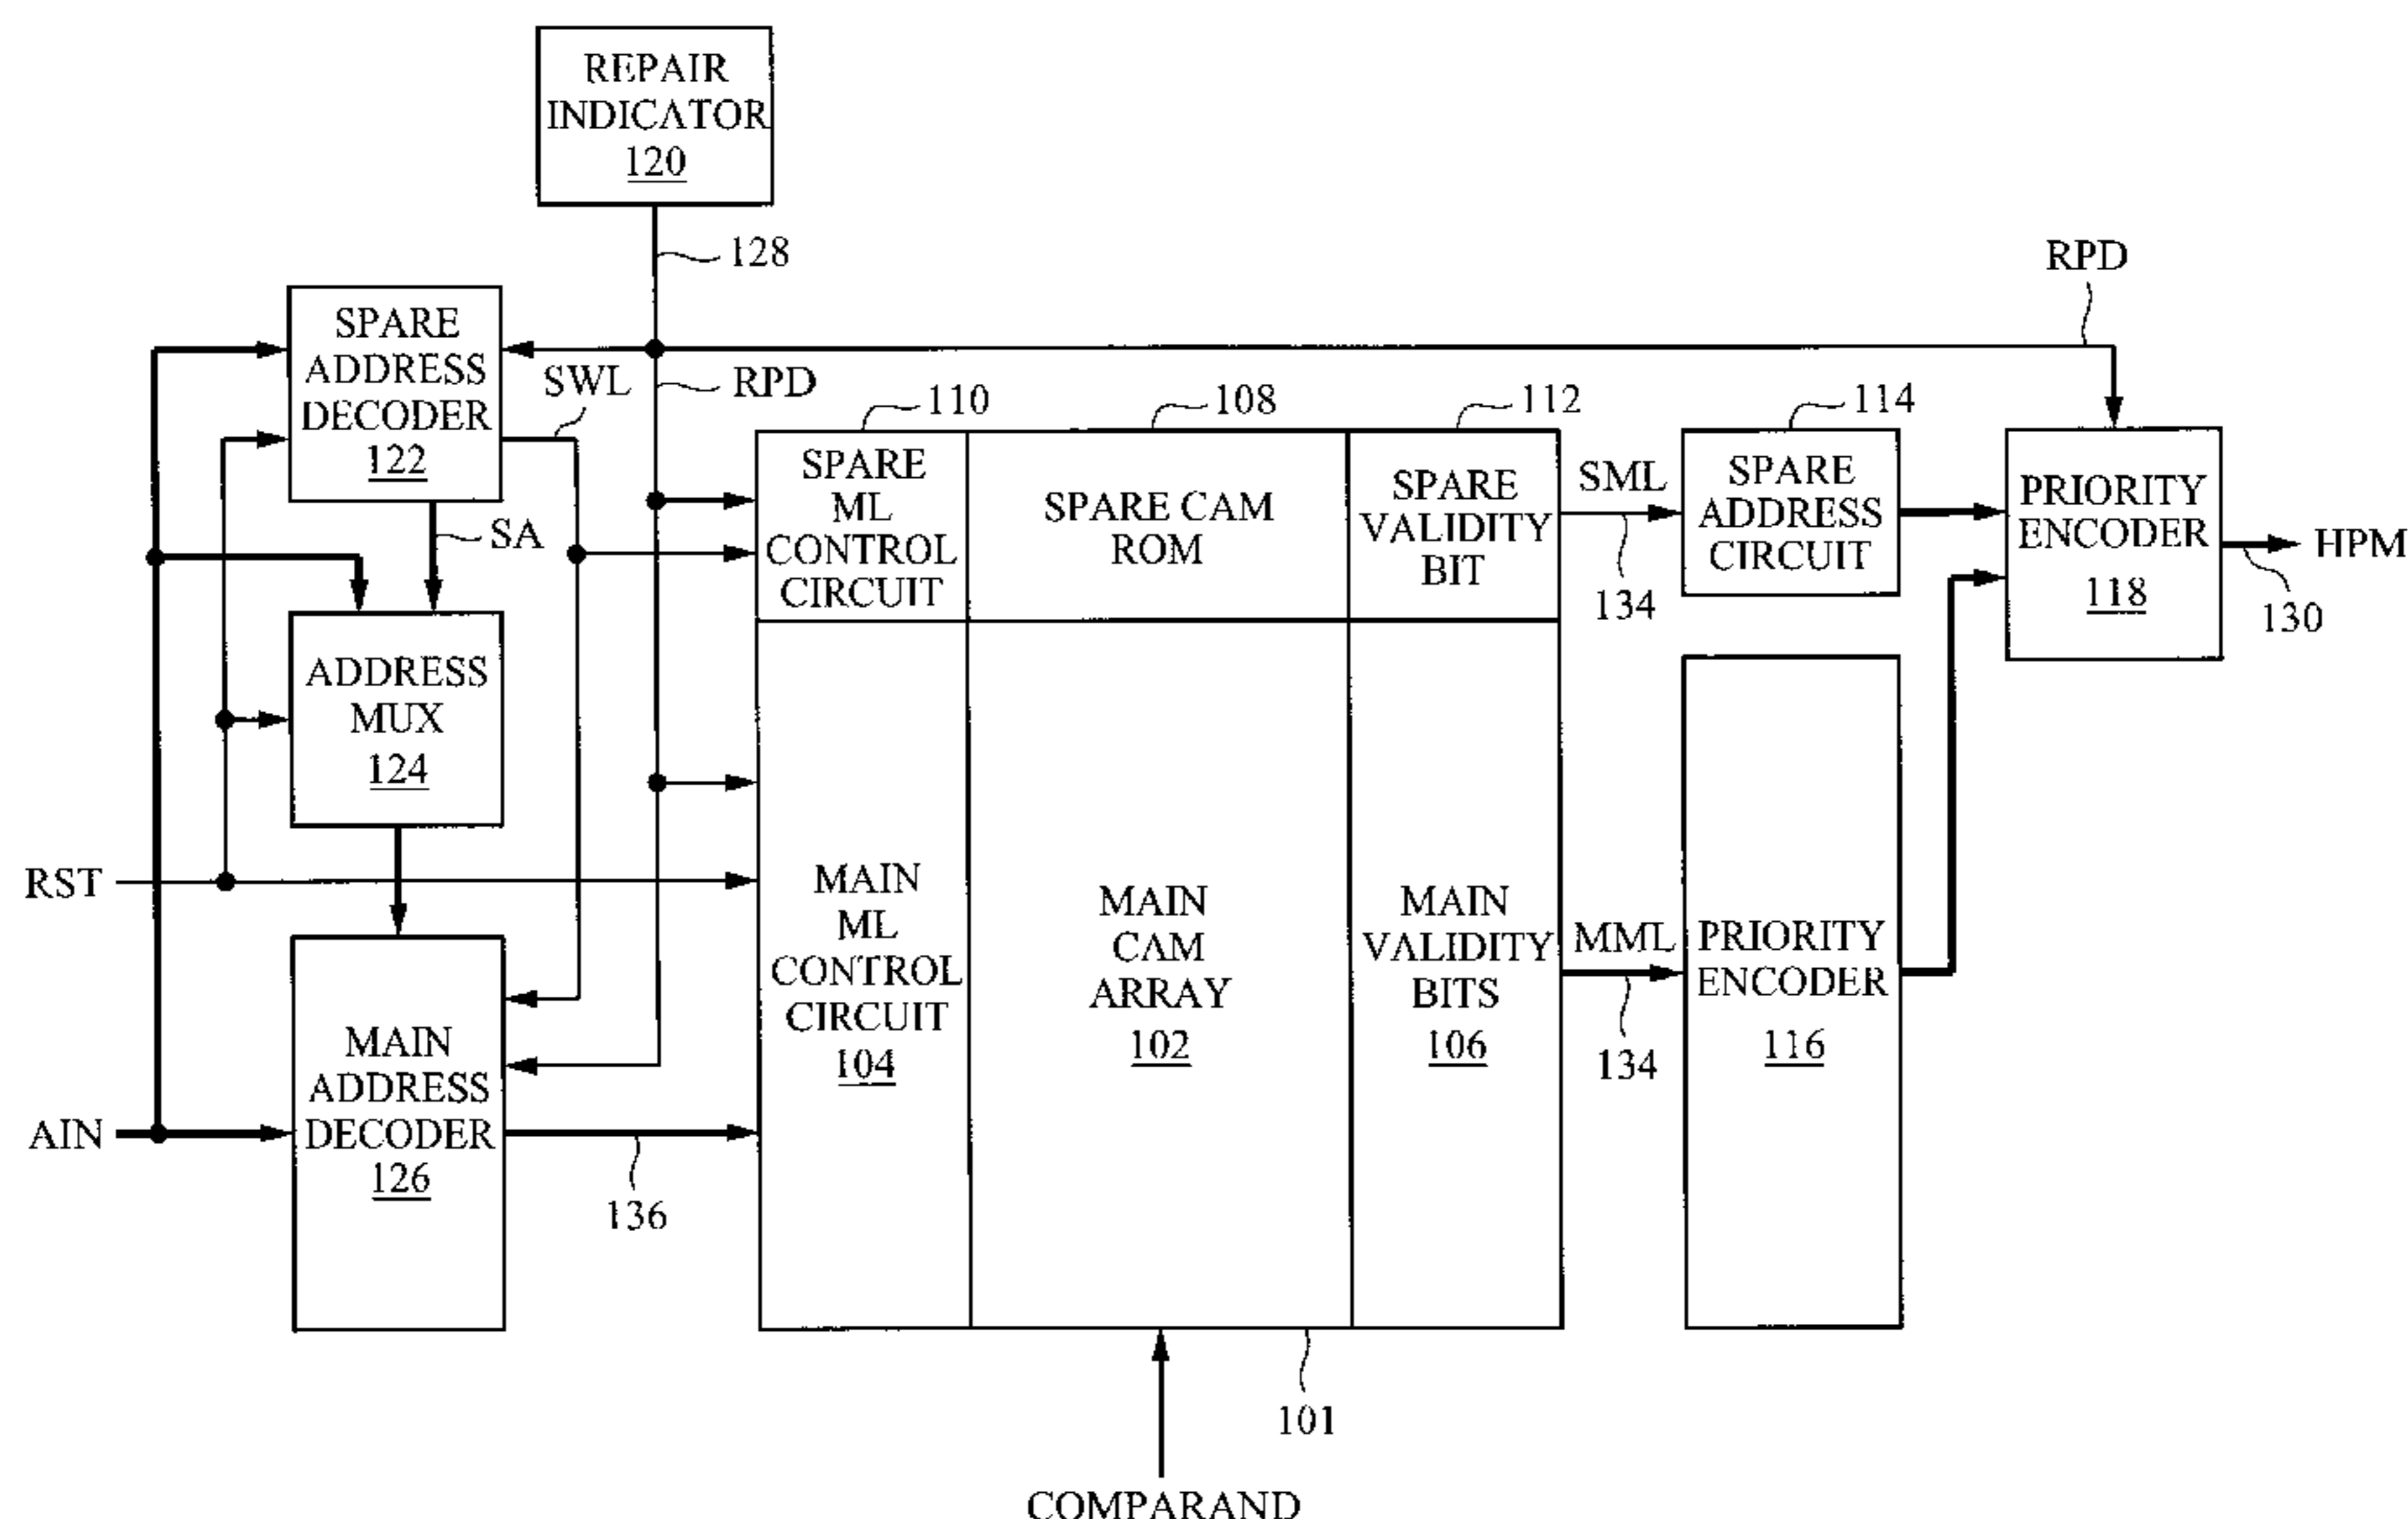 REPAIR
INDICATOR
120
128
RPD
SPARE
ADDRESS
DECODER
122
SWL
RPD
110
108
112
114
SPARE
ML
CONTROL
CIRCUIT
SPARE CAM
ROM
SPARE
VALIDITY
BIT
SML
134
SPARE
ADDRESS
CIRCUIT
PRIORITY
ENCODER
118
HPM
130
SA
ADDRESS
MUX
124
RST
MAIN
ML
CONTROL
CIRCUIT
104
MAIN
CAM
ARRAY
102
MAIN
VALIDITY
BITS
106
MML
134
PRIORITY
ENCODER
116
AIN
MAIN
ADDRESS
DECODER
126
136
101
COMPARAND